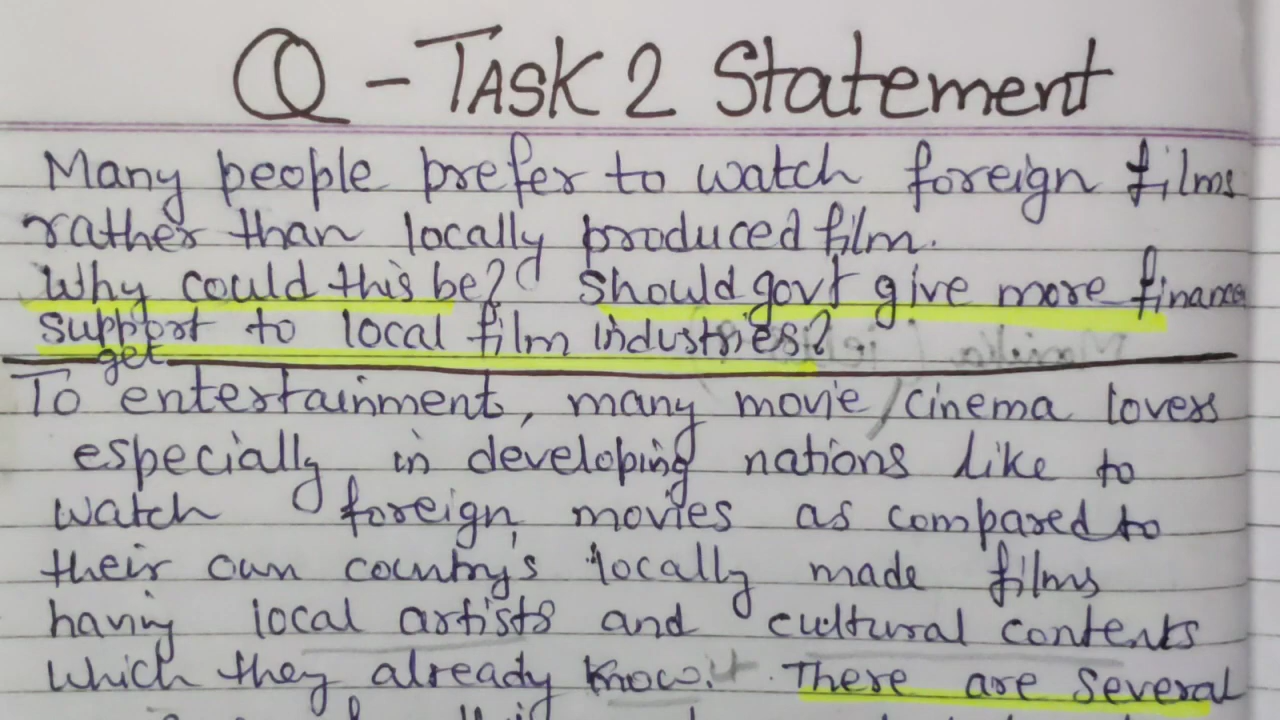 Q - TASK 2 Statement
Many people prefer to watch foreign films
rather than locally produced film.
Why could this be? Should govt give more
support to local film industries?
get
To entertainment, many movie/cinema lovers
especially in developing nations like to
watch foreign movies as compared to
their own country's locally made films
having local artists and cultural contents
which they already know. There are several